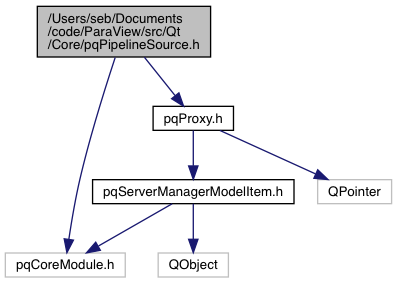 /Users/seb/Documents
/code/ParaView/src/Qt
/Core/pqPipelineSource.h
pqProxy.h
pqServerManagerModelItem.h
QPointer
pqCoreModule.h
QObject